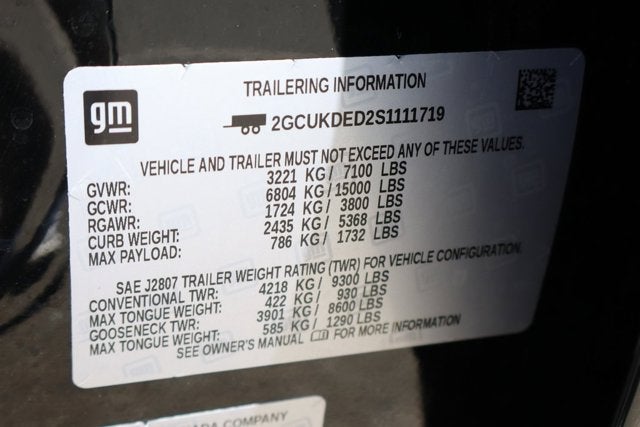 gm
TRAILERING INFORMATION
2GCUKDED2S1111719
VEHICLE AND TRAILER MUST NOT EXCEED ANY OF THESE VALUES.
GVWR: 3221 KG/ 7100 LBS
GCWR: 6804 KG/15000 LBS
RGAWR: 1724 KG/ 3800 LBS
CURB WEIGHT: 2435 KG/ 5368 LBS
MAX PAYLOAD: 786 KG/ 1732 LBS
SAE J2807 TRAILER WEIGHT RATING (TWR) FOR VEHICLE CONFIGURATION.
CONVENTIONAL TWR: 4218 KG/ 9300 LBS
MAX TONGUE WEIGHT: 422 KG/ 930 LBS
GOOSENECK TWR: 3901 KG/ 8600 LBS
MAX TONGUE WEIGHT: 585 KG/ 1290 LBS
SEE OWNER'S MANUAL FOR MORE INFORMATION
COMPANY